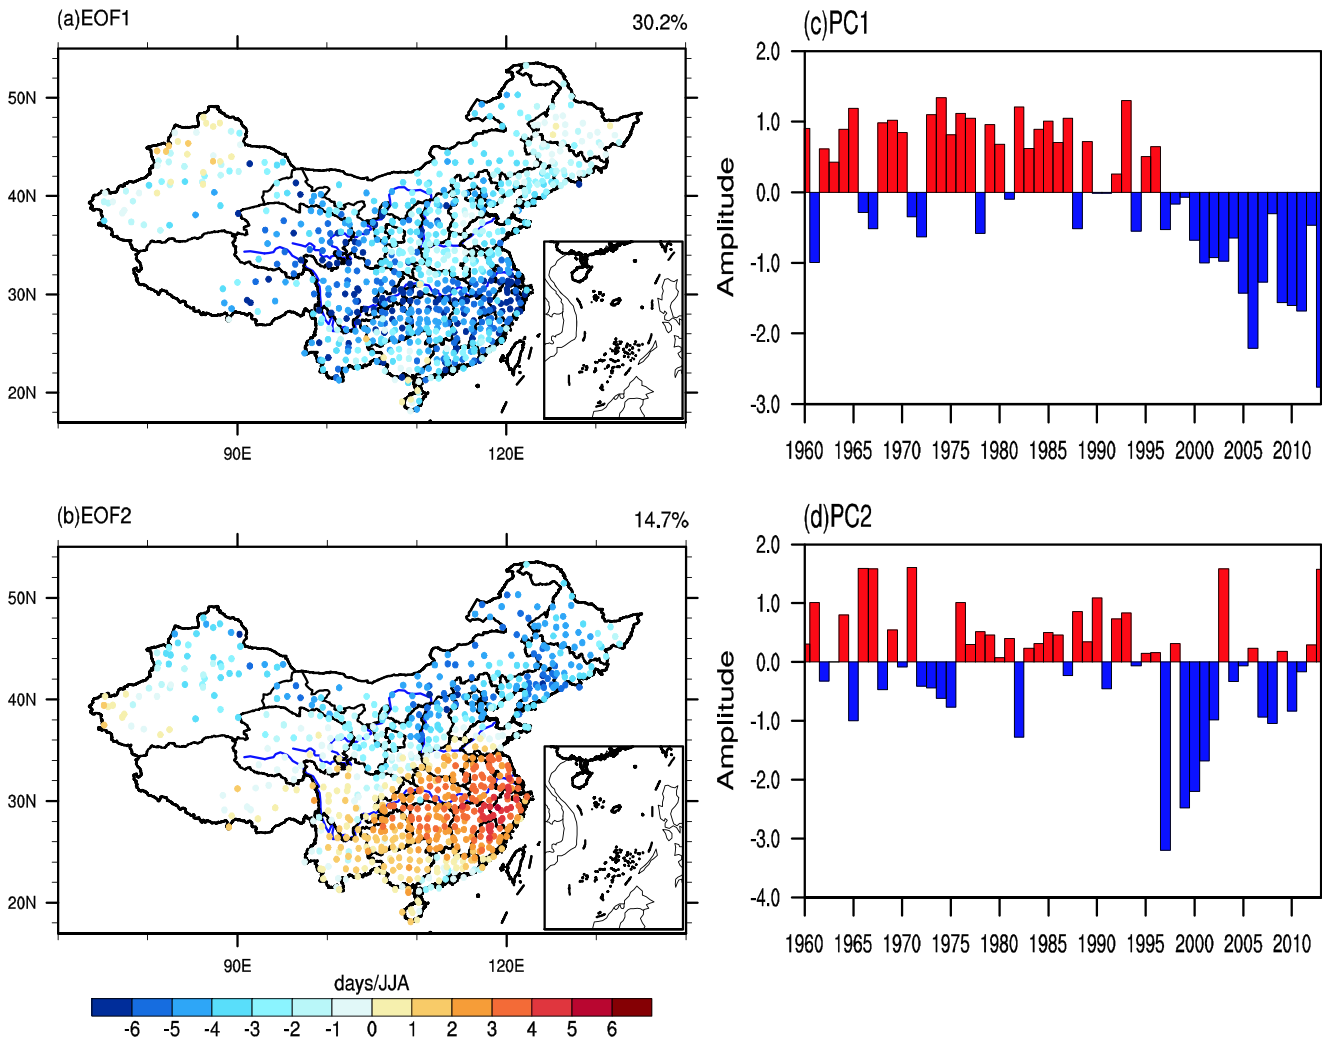 (a)EOF1
30.2%
50N
40N
30N
20N
90E
120E
(c)PC1
2.0
1.0
0.0
-1.0
-2.0
-3.0
Amplitude
1960 1965 1970 1975 1980 1985 1990 1995 2000 2005 2010
(b)EOF2
14.7%
50N
40N
30N
20N
90E
120E
days/JJA
-6 -5 -4 -3 -2 -1 0 1 2 3 4 5 6
(d)PC2
2.0
1.0
0.0
-1.0
-2.0
-3.0
-4.0
Amplitude
1960 1965 1970 1975 1980 1985 1990 1995 2000 2005 2010